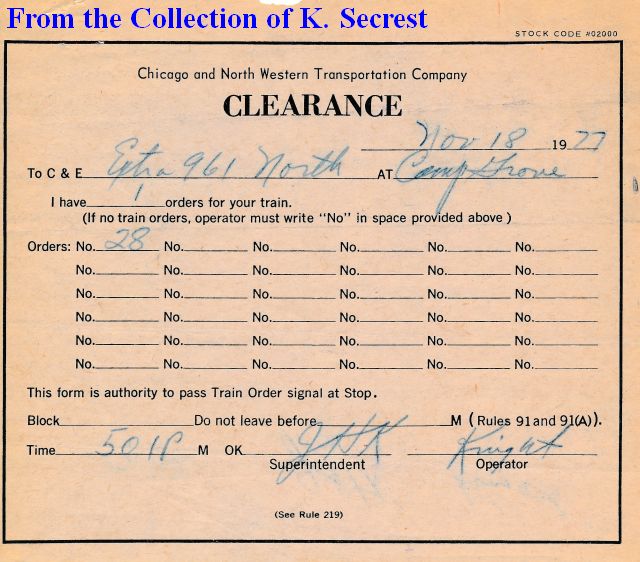 From the Collection of K. Secrest
STOCK CODE #02000
Chicago and North Western Transportation Company
CLEARANCE
Nov 18 1977
To C & E Extra 961 North AT Camp Grove
I have 1 orders for your train.
(If no train orders, operator must write "No" in space provided above)
Orders: No. 28 No. No. No. No. No.
No. No. No. No. No. No.
No. No. No. No. No. No.
No. No. No. No. No. No.
No. No. No. No. No. No.
No. No. No. No. No. No.
This form is authority to pass Train Order signal at Stop.
Block Do not leave before M (Rules 91 and 91(A)).
Time 501P M OK JHK Knight
Superintendent Operator
(See Rule 219)